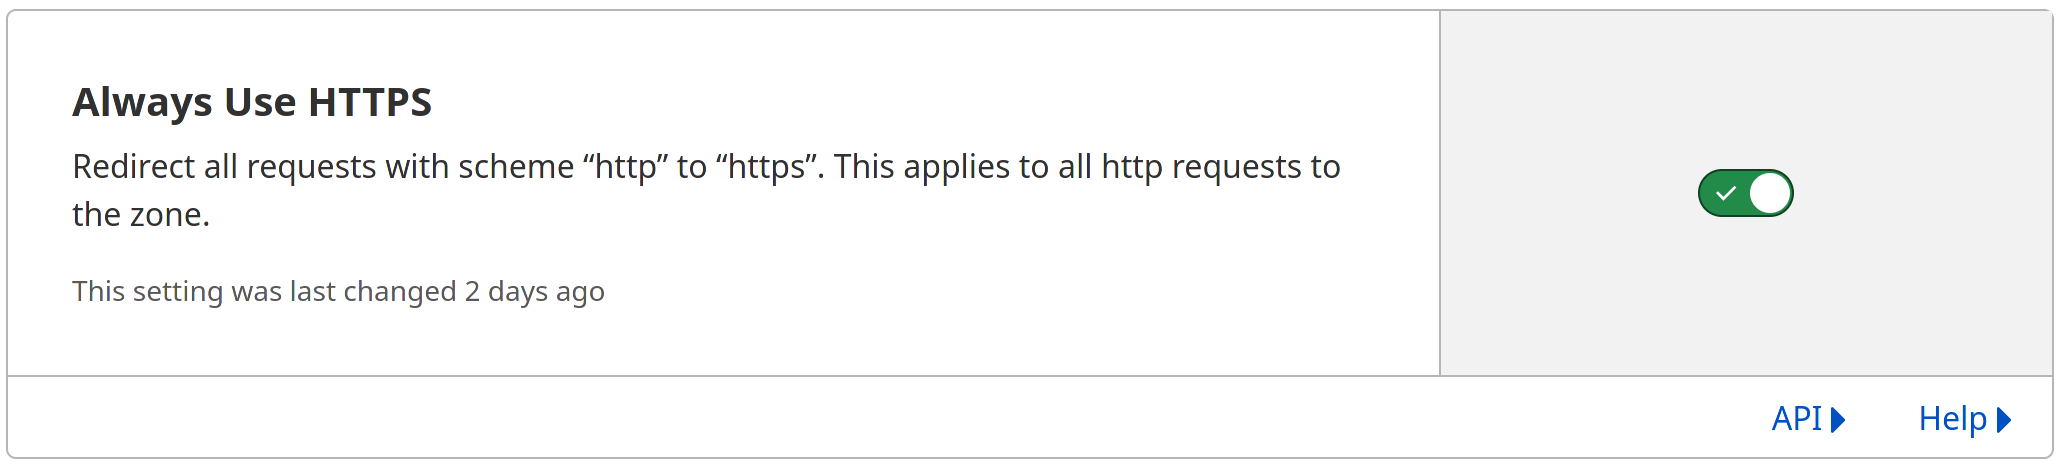 Always Use HTTPS
Redirect all requests with scheme “http” to “https”. This applies to all http requests to
the zone.
This setting was last changed 2 days ago
API
Help